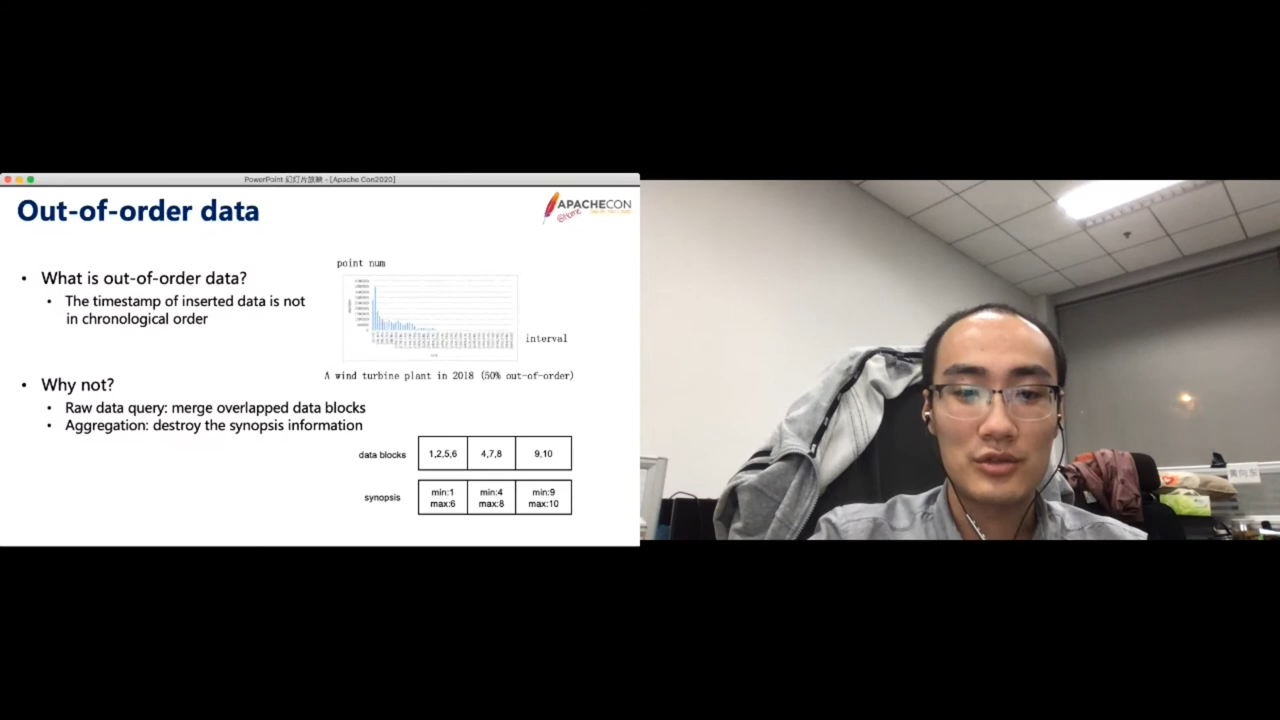 PowerPoint 幻灯片放映 - [Apache Con2020]
Out-of-order data
APACHECON
@Home
• What is out-of-order data?
• The timestamp of inserted data is not
in chronological order
point num
interval
A wind turbine plant in 2018 (50% out-of-order)
• Why not?
• Raw data query: merge overlapped data blocks
• Aggregation: destroy the synopsis information
data blocks
1,2,5,6
4,7,8
9,10
synopsis
min:1
max:6
min:4
max:8
min:9
max:10
黄向东